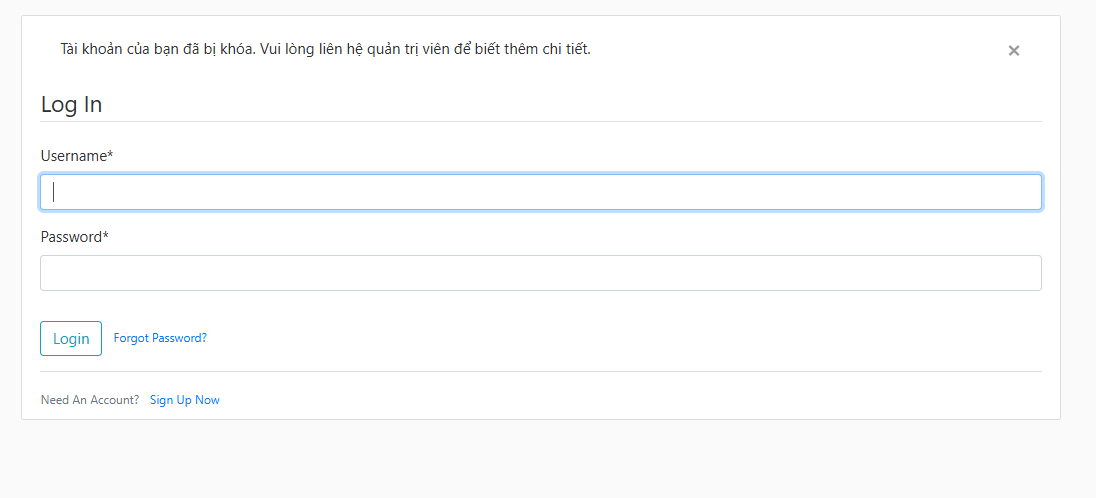 Tài khoản của bạn đã bị khóa. Vui lòng liên hệ quản trị viên để biết thêm chi tiết.
×
Log In
Username*
Password*
Login Forgot Password?
Need An Account? Sign Up Now